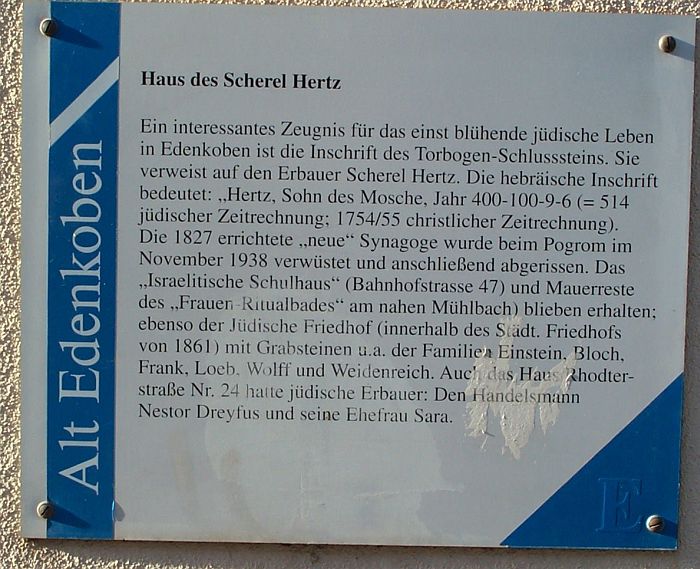 Alt Edenkoben
Haus des Scherel Hertz
Ein interessantes Zeugnis für das einst blühende jüdische Leben
in Edenkoben ist die Inschrift des Torbogen-Schlusssteins. Sie
verweist auf den Erbauer Scherel Hertz. Die hebräische Inschrift
bedeutet: „Hertz, Sohn des Mosche, Jahr 400-100-9-6 (= 514
jüdischer Zeitrechnung; 1754/55 christlicher Zeitrechnung).
Die 1827 errichtete „neue“ Synagoge wurde beim Pogrom im
November 1938 verwüstet und anschließend abgerissen. Das
„Israelitische Schulhaus“ (Bahnhofstrasse 47) und Mauerreste
des „Frauen-Ritualbades“ am nahen Mühlbach) blieben erhalten;
ebenso der Jüdische Friedhof (innerhalb des Städt. Friedhofs
von 1861) mit Grabsteinen u.a. der Familien Einstein, Bloch,
Frank, Loeb, Wolff und Weidenreich. Auch das Haus Rhodter-
straße Nr. 24 hatte jüdische Erbauer: Den Handelsmann
Nestor Dreyfus und seine Ehefrau Sara.
E